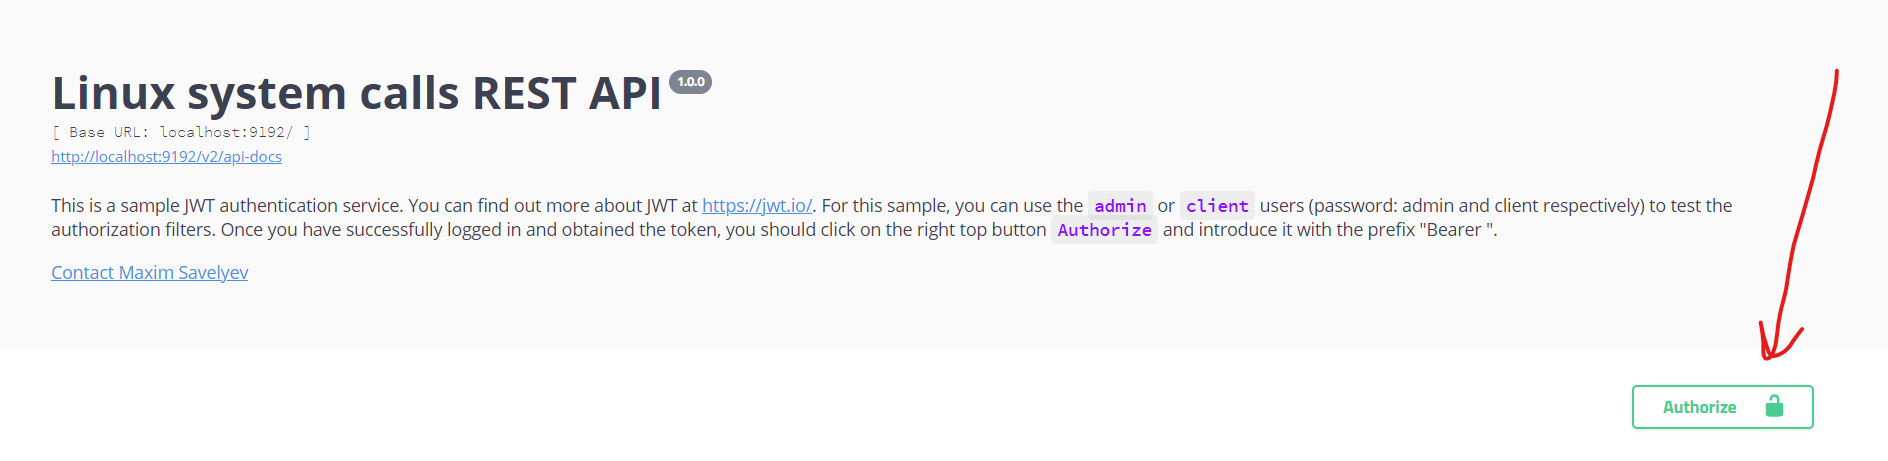 Linux system calls REST API 1.0.0
[ Base URL: localhost:9192/ ]
http://localhost:9192/v2/api-docs
This is a sample JWT authentication service. You can find out more about JWT at https://jwt.io/. For this sample, you can use the admin or client users (password: admin and client respectively) to test the
authorization filters. Once you have successfully logged in and obtained the token, you should click on the right top button Authorize and introduce it with the prefix "Bearer ".
Contact Maxim Savelyev
Authorize